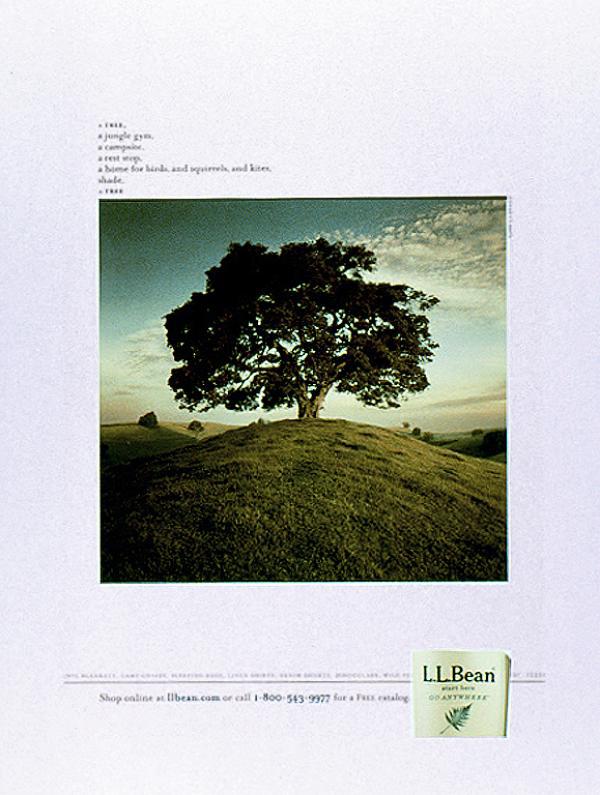 a TREE,
a jungle gym,
a campsite,
a rest stop,
a home for birds, and squirrels, and kites,
shade,
a TREE
L.L.Bean
start here
GO ANYWHERE
Shop online at llbean.com or call 1-800-543-9977 for a FREE catalog.